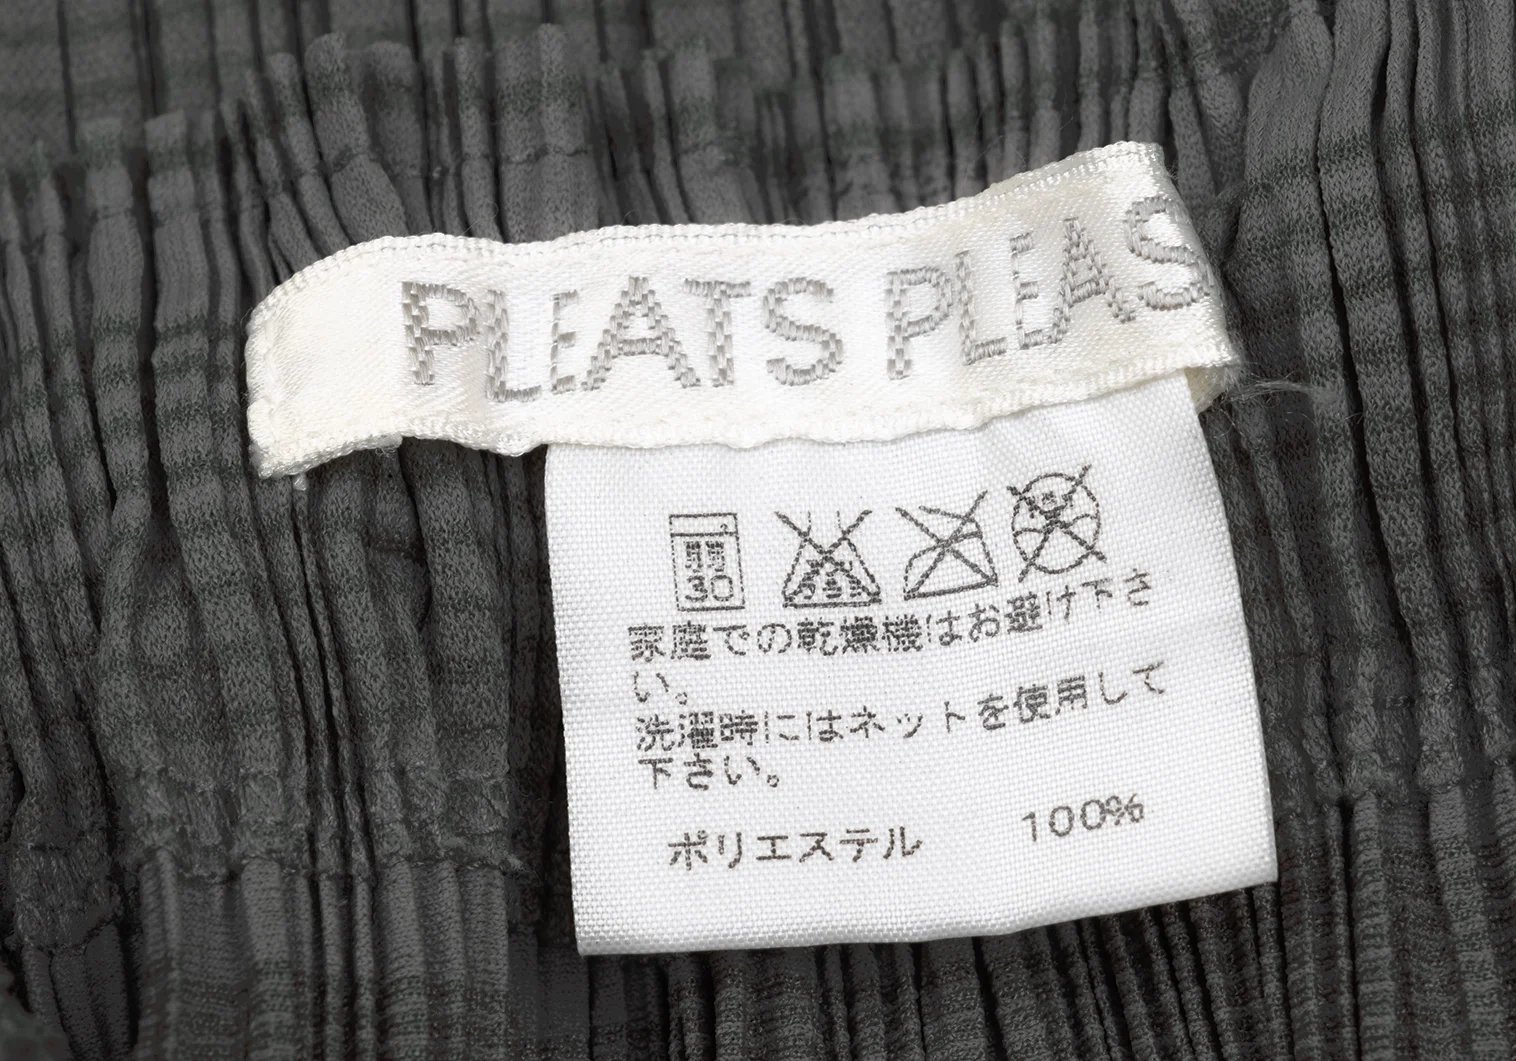 PLEATS PLEAS
弱
30
家庭での乾燥機はお避け下さ
い。
洗濯時にはネットを使用して
下さい。
ポリエステル 100%